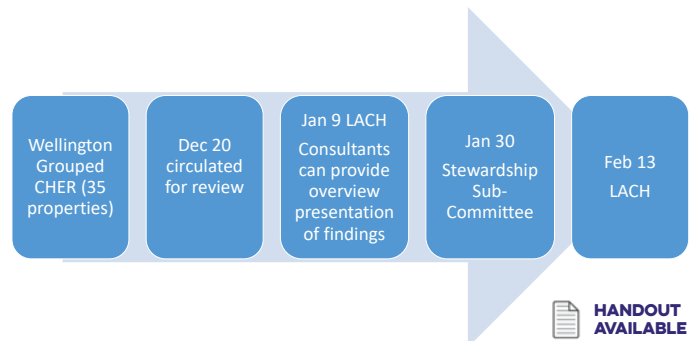 Wellington
Grouped
CHER (35
properties)
Dec 20
circulated
for review
Jan 9 LACH
Consultants
can provide
overview
presentation
of findings
Jan 30
Stewardship
Sub-
Committee
Feb 13
LACH
HANDOUT
AVAILABLE